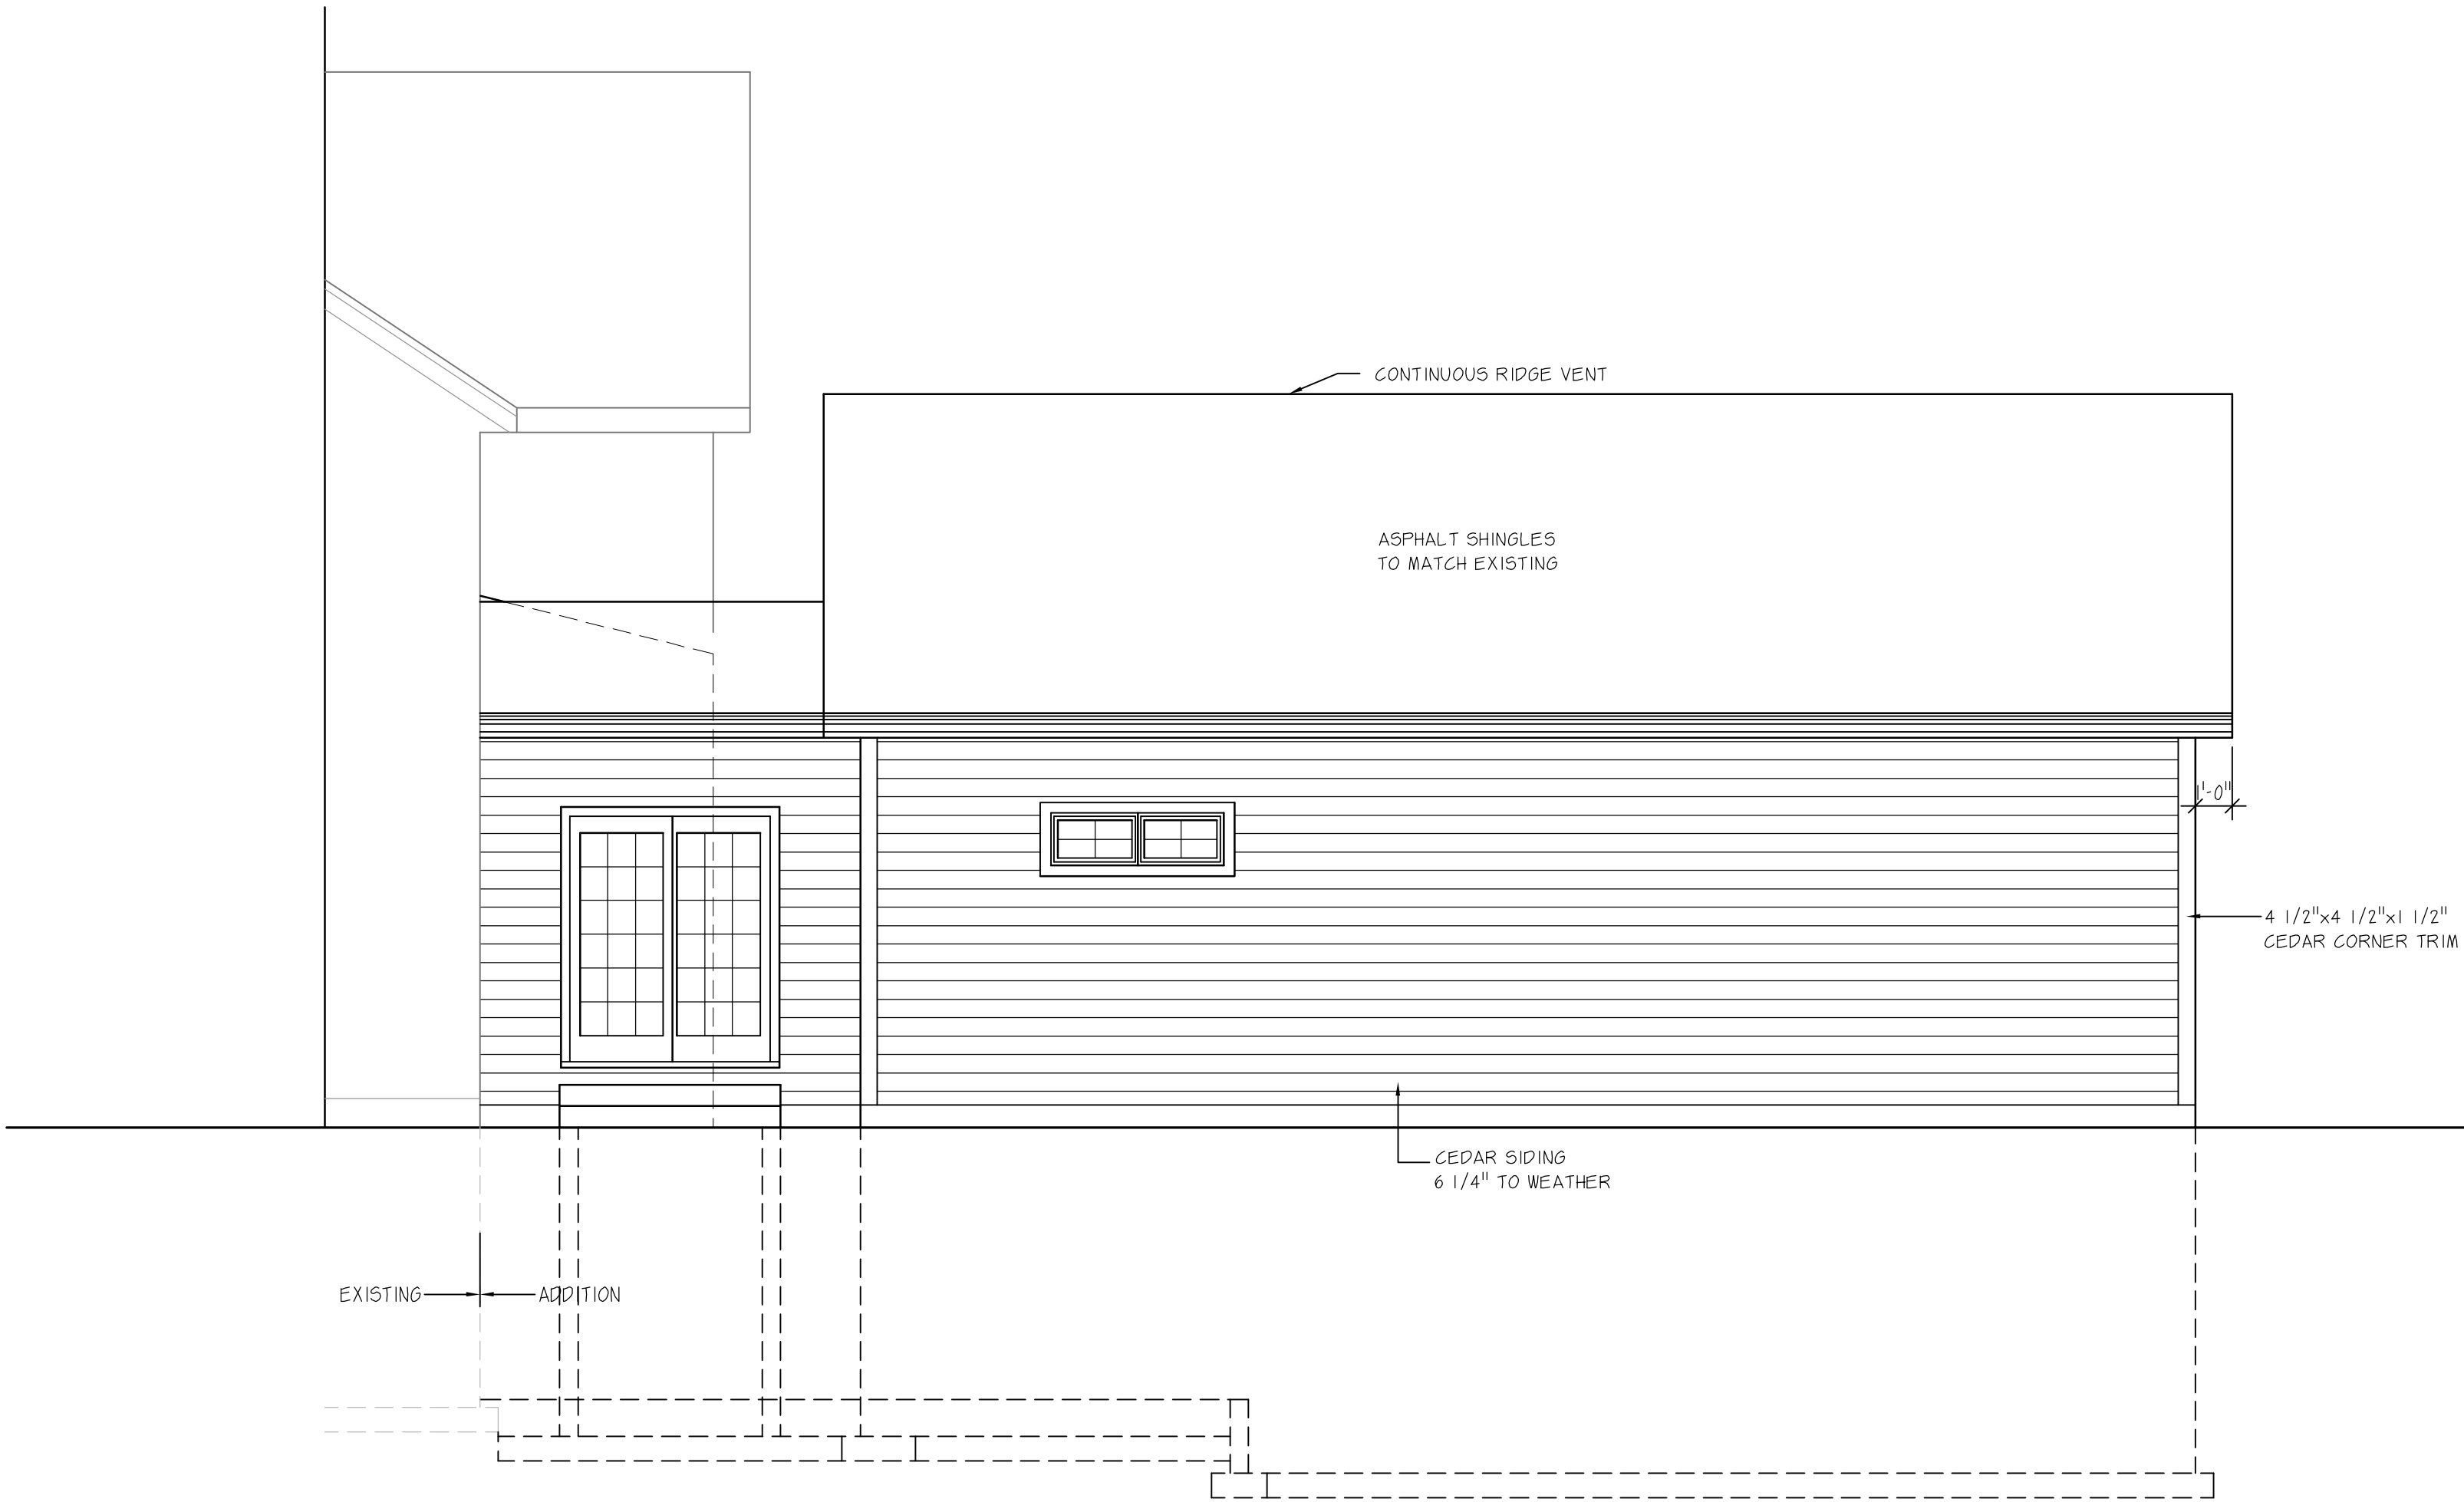 CONTINUOUS RIDGE VENT
ASPHALT SHINGLES
TO MATCH EXISTING
1'-0"
4 1/2"x4 1/2"x1 1/2"
CEDAR CORNER TRIM
CEDAR SIDING
6 1/4" TO WEATHER
EXISTING
ADDITION